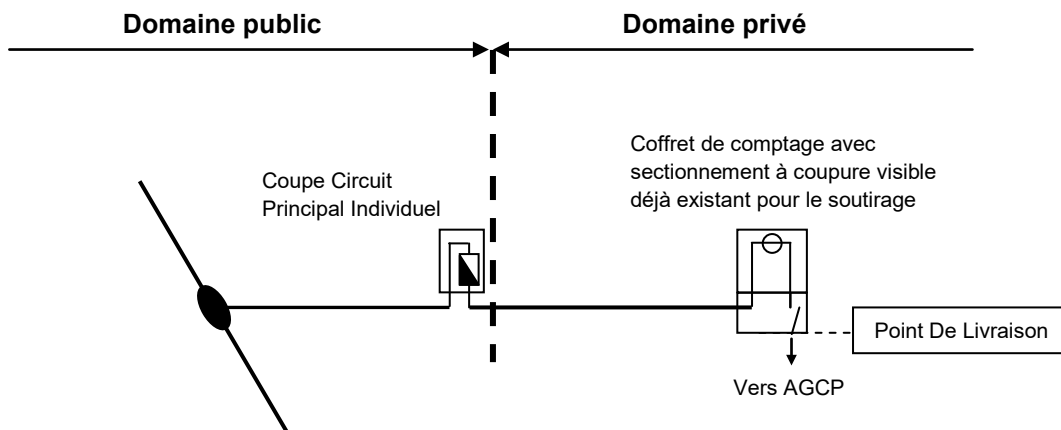 Domaine public
Domaine privé
Coffret de comptage avec
sectionnement à coupure visible
déjà existant pour le soutirage
Coupe Circuit
Principal Individuel
Point De Livraison
Vers AGCP